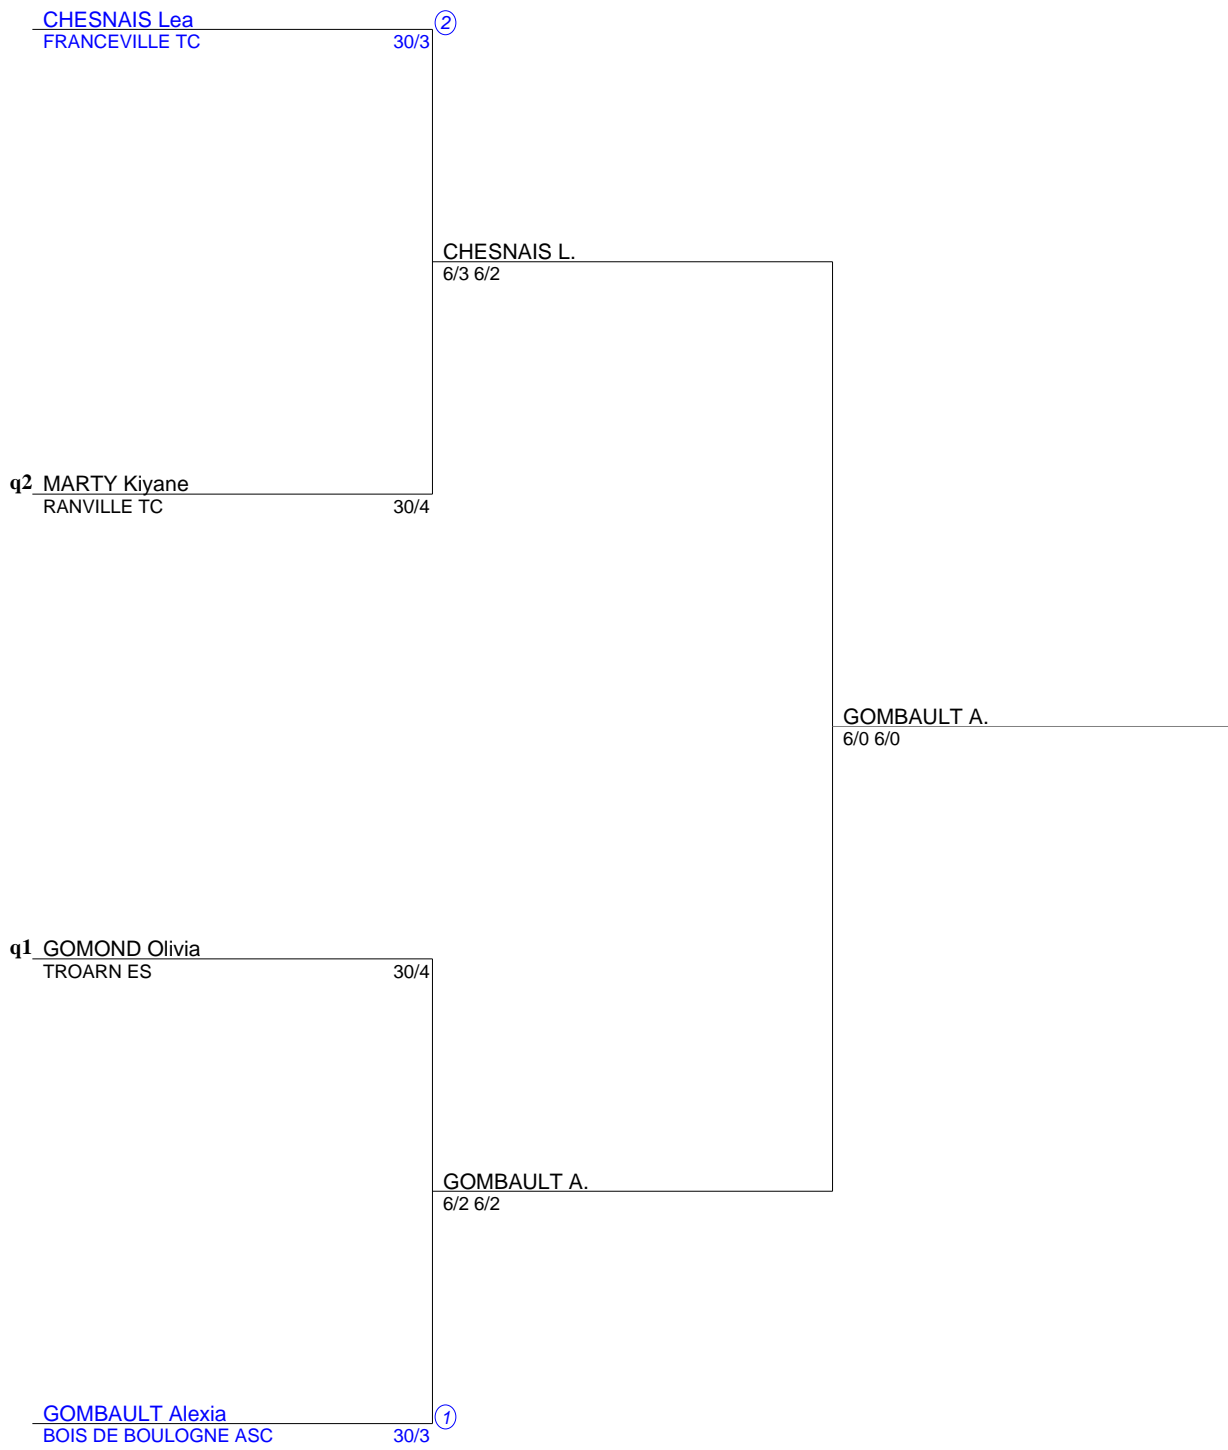 CHESNAIS Lea
②
FRANCEVILLE TC 30/3
CHESNAIS L.
6/3 6/2
q2 MARTY Kiyane
RANVILLE TC 30/4
GOMBAULT A.
6/0 6/0
q1 GOMOND Olivia
TROARN ES 30/4
GOMBAULT A.
6/2 6/2
GOMBAULT Alexia
①
BOIS DE BOULOGNE ASC 30/3